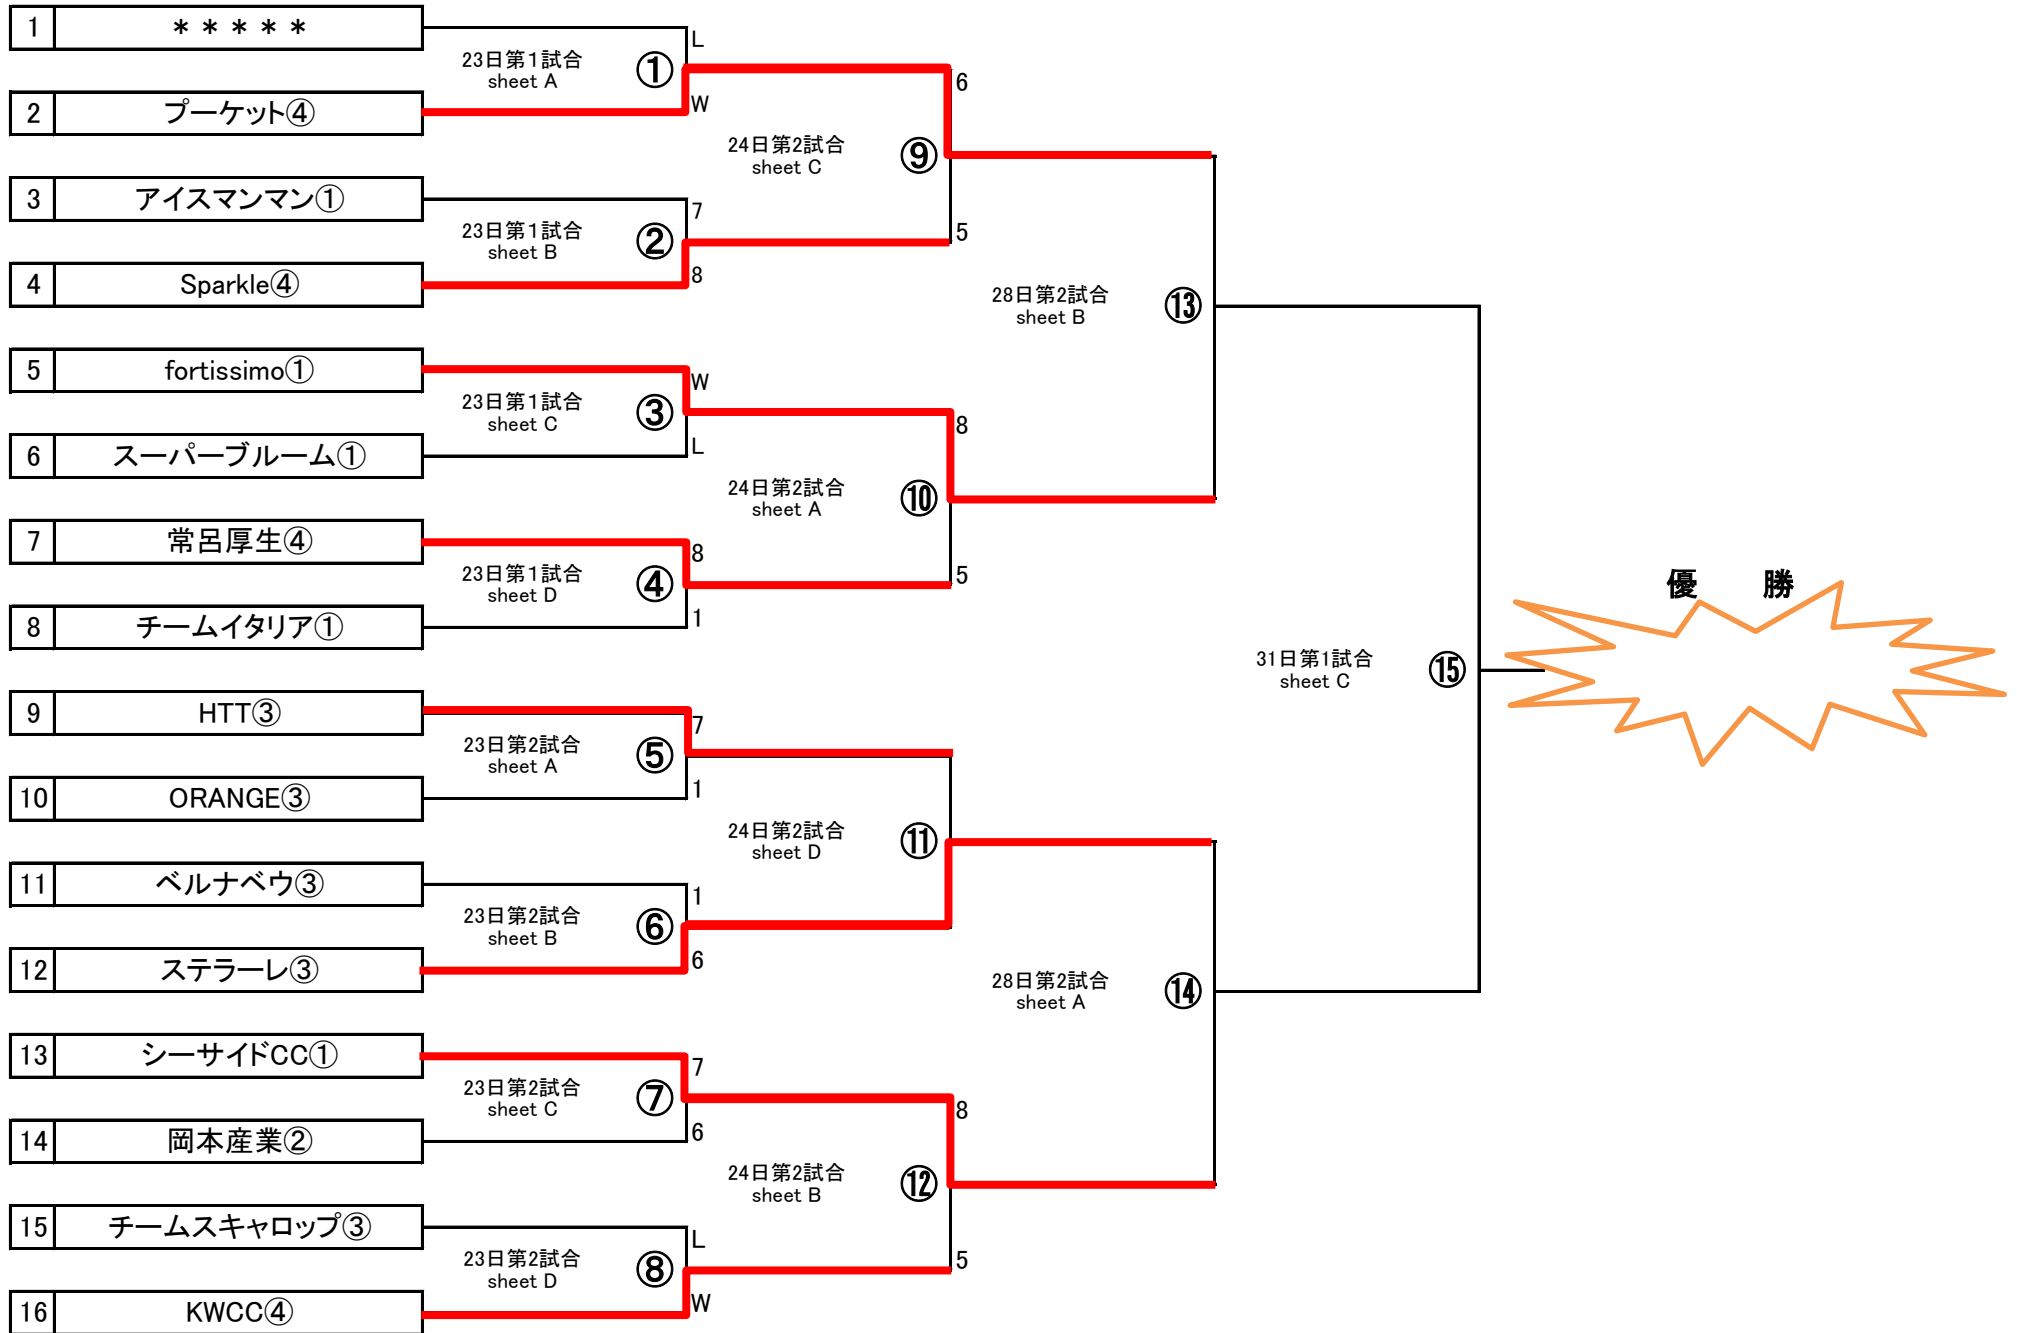 1 ＊＊＊＊＊
2 プーケット④
3 アイスマンマン①
4 Sparkle④
5 fortissimo①
6 スーパーブルーム①
7 常呂厚生④
8 チームイタリア①
9 HTT③
10 ORANGE③
11 ベルナベウ③
12 ステラーレ③
13 シーサイドCC①
14 岡本産業②
15 チームスキャロップ③
16 KWCC④
23日第1試合
sheet A
①
L
W
23日第1試合
sheet B
②
7
8
23日第1試合
sheet C
③
W
L
23日第1試合
sheet D
④
8
1
23日第2試合
sheet A
⑤
7
1
23日第2試合
sheet B
⑥
1
6
23日第2試合
sheet C
⑦
7
6
23日第2試合
sheet D
⑧
L
W
24日第2試合
sheet C
⑨
6
5
24日第2試合
sheet A
⑩
8
5
24日第2試合
sheet D
⑪
24日第2試合
sheet B
⑫
8
5
28日第2試合
sheet B
⑬
28日第2試合
sheet A
⑭
31日第1試合
sheet C
⑮
優　勝